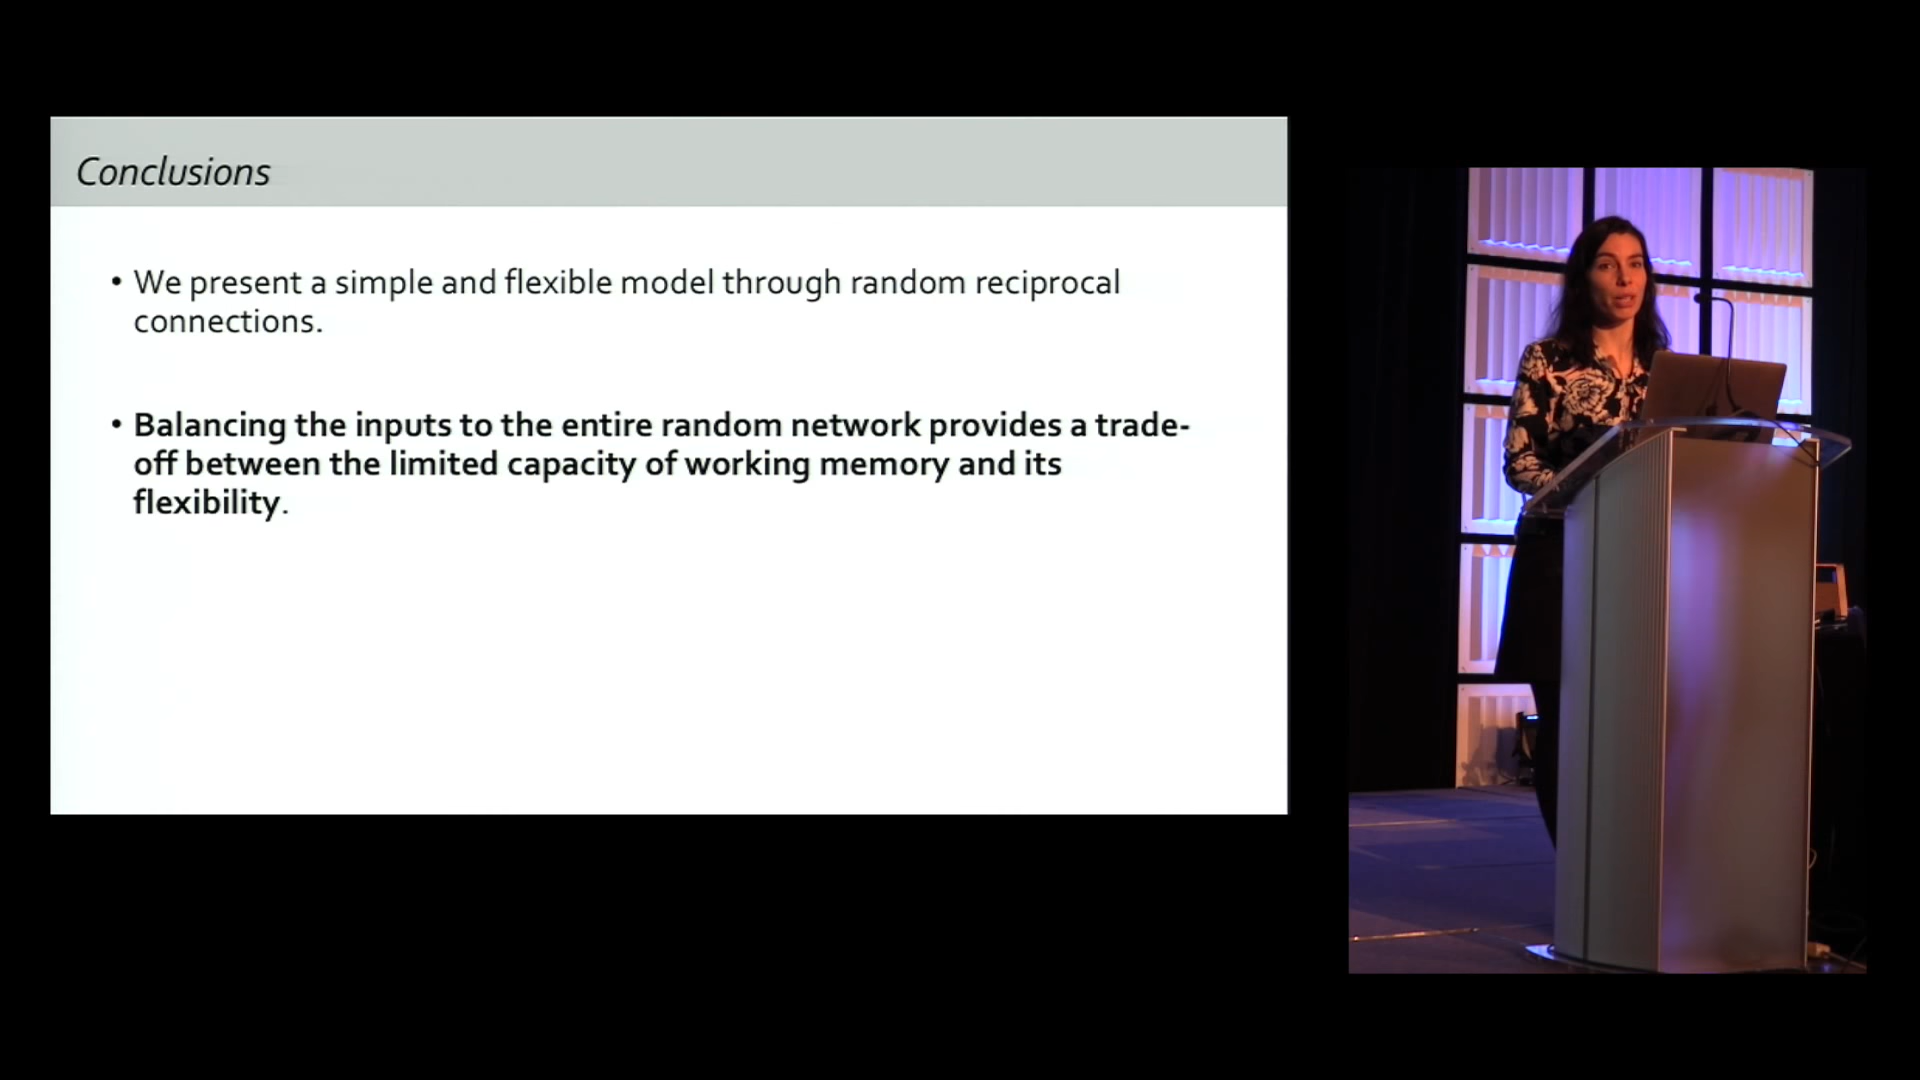 Conclusions
• We present a simple and flexible model through random reciprocal
connections.
• Balancing the inputs to the entire random network provides a trade-
off between the limited capacity of working memory and its
flexibility.